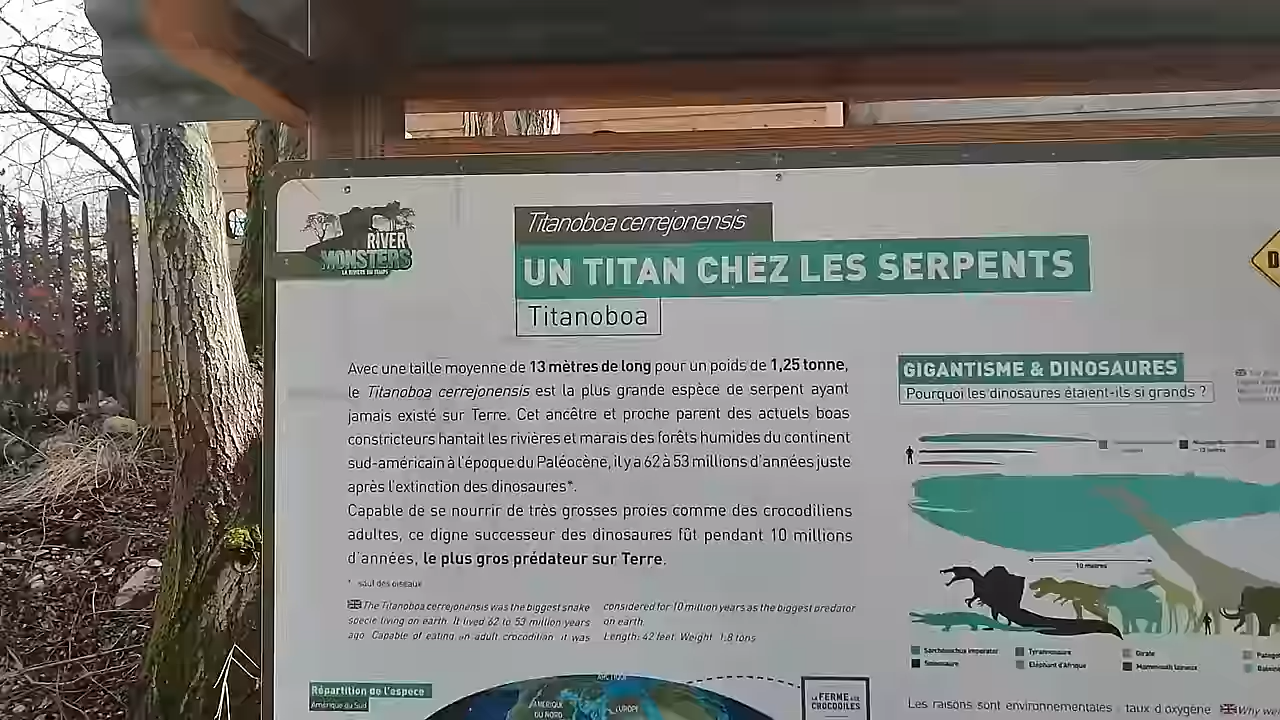 RIVER
MONSTERS
LA RIVIÈRE DU TEMPS
Titanoboa cerrejonensis
UN TITAN CHEZ LES SERPENTS
Titanoboa
Avec une taille moyenne de 13 mètres de long pour un poids de 1,25 tonne,
le Titanoboa cerrejonensis est la plus grande espèce de serpent ayant
jamais existé sur Terre. Cet ancêtre et proche parent des actuels boas
constricteurs hantait les rivières et marais des forêts humides du continent
sud-américain à l'époque du Paléocène, il y a 62 à 53 millions d'années juste
après l'extinction des dinosaures*.
Capable de se nourrir de très grosses proies comme des crocodiliens
adultes, ce digne successeur des dinosaures fût pendant 10 millions
d'années, le plus gros prédateur sur Terre.
* sauf des oiseaux
The Titanoboa cerrejonensis was the biggest snake
specie living on earth. It lived 62 to 53 million years
ago. Capable of eating an adult crocodilian, it was
considered for 10 million years as the biggest predator
on earth.
Length: 42 feet. Weight: 1.8 tons
Répartition de l'espece
Amérique du Sud
ARCTIQUE
AMÉRIQUE
DU NORD
EUROPE
LA FERME AUX
CROCODILES
D
GIGANTISME & DINOSAURES
Pourquoi les dinosaures étaient-ils si grands ?
10 mètres
Sarchosuchus imperator
Tyrannosaure
Girafe
Spinosaure
Eléphant d'Afrique
Mammouth laineux
Les raisons sont environnementales : taux d'oxygène
Why we